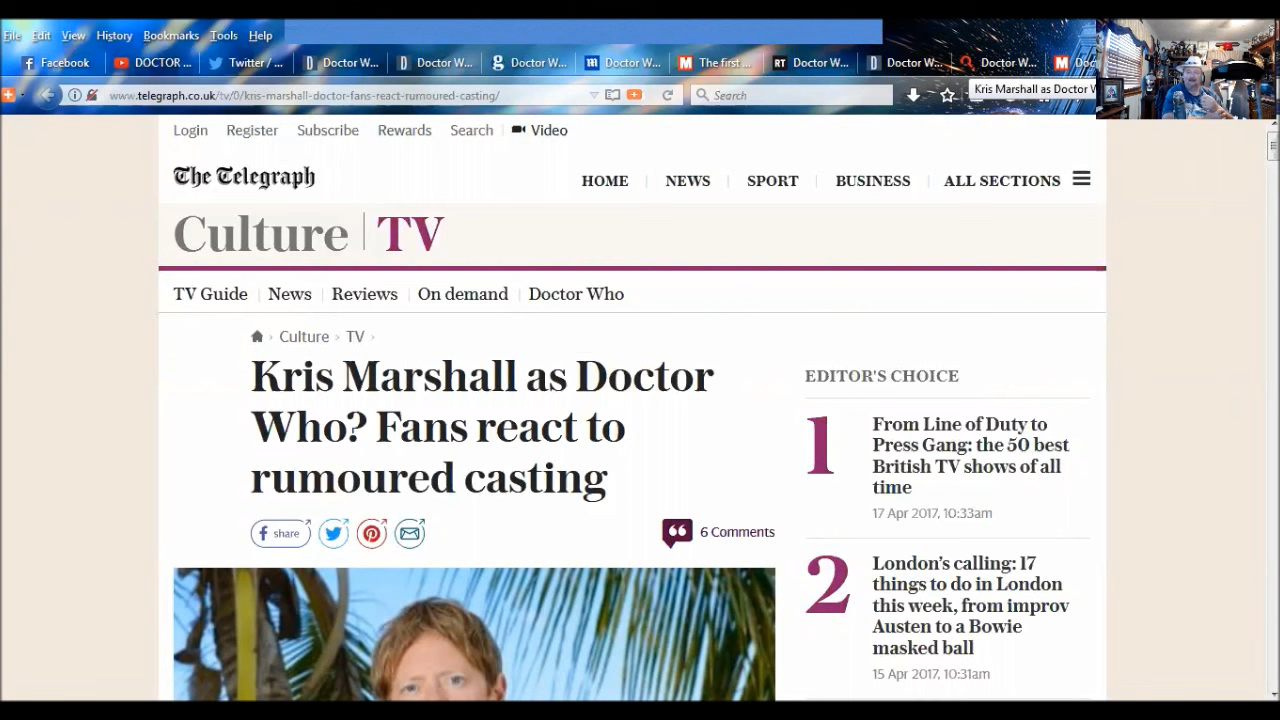 File Edit View History Bookmarks Tools Help
Facebook DOCTOR ... Twitter / ... Doctor W... Doctor W... Doctor W... Doctor W... The first ... Doctor W... Doctor W... Doctor W... Doc
www.telegraph.co.uk/tv/0/kris-marshall-doctor-fans-react-rumoured-casting/ Search
Kris Marshall as Doctor W
Login Register Subscribe Rewards Search Video
The Telegraph
HOME NEWS SPORT BUSINESS ALL SECTIONS
Culture TV
TV Guide News Reviews On demand Doctor Who
Culture > TV >
Kris Marshall as Doctor
Who? Fans react to
rumoured casting
share
6 Comments
EDITOR'S CHOICE
1
From Line of Duty to
Press Gang: the 50 best
British TV shows of all
time
17 Apr 2017, 10:33am
2
London's calling: 17
things to do in London
this week, from improv
Austen to a Bowie
masked ball
15 Apr 2017, 10:31am